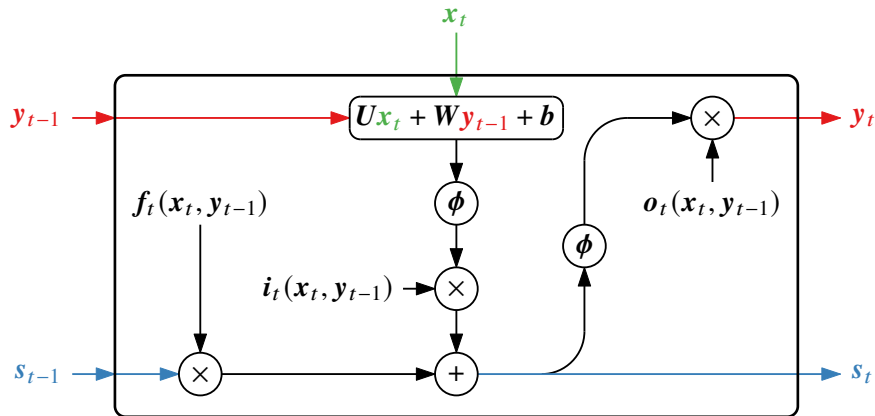 x_t
y_{t−1}
Ux_t + Wy_{t−1} + b
×
y_t
f_t(x_t, y_{t−1})
ϕ
o_t(x_t, y_{t−1})
ϕ
i_t(x_t, y_{t−1})
×
s_{t−1}
×
+
s_t